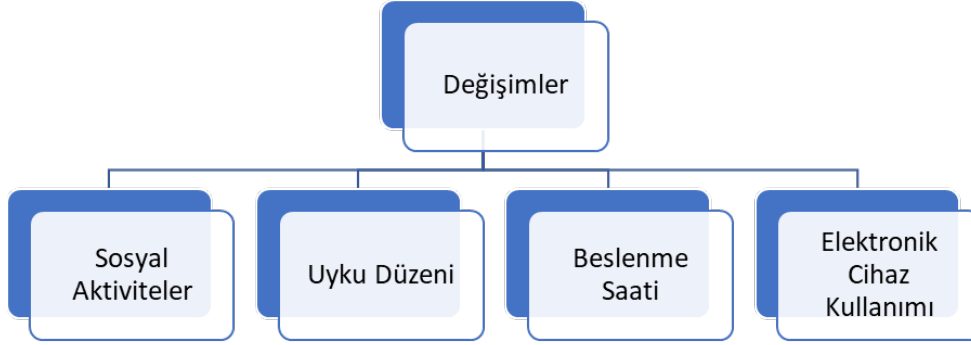 Değişimler
Sosyal
Aktiviteler
Uyku Düzeni
Beslenme
Saati
Elektronik
Cihaz
Kullanımı